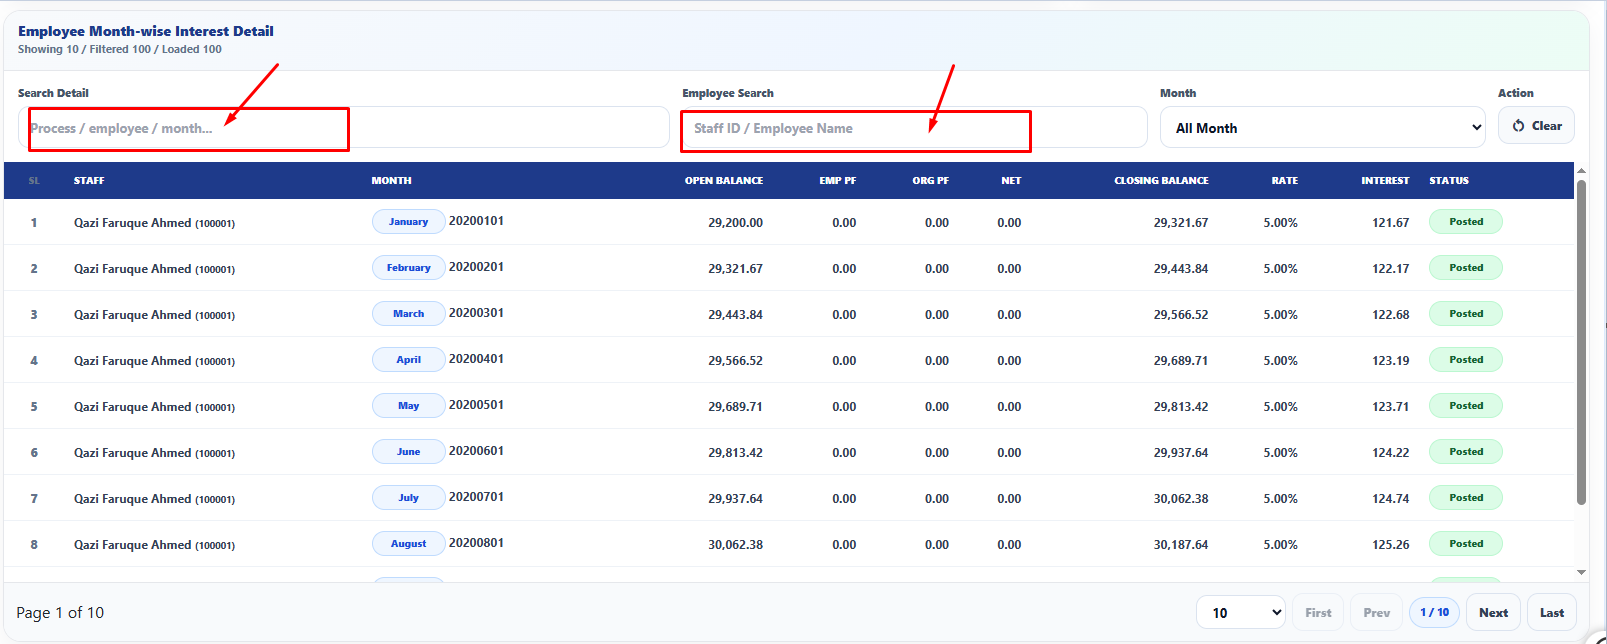 Employee Month-wise Interest Detail
Showing 10 / Filtered 100 / Loaded 100
Search Detail Employee Search Month Action
Process / employee / month... Staff ID / Employee Name All Month Clear
SL STAFF MONTH OPEN BALANCE EMP PF ORG PF NET CLOSING BALANCE RATE INTEREST STATUS
1 Qazi Faruque Ahmed (100001) January 20200101 29,200.00 0.00 0.00 0.00 29,321.67 5.00% 121.67 Posted
2 Qazi Faruque Ahmed (100001) February 20200201 29,321.67 0.00 0.00 0.00 29,443.84 5.00% 122.17 Posted
3 Qazi Faruque Ahmed (100001) March 20200301 29,443.84 0.00 0.00 0.00 29,566.52 5.00% 122.68 Posted
4 Qazi Faruque Ahmed (100001) April 20200401 29,566.52 0.00 0.00 0.00 29,689.71 5.00% 123.19 Posted
5 Qazi Faruque Ahmed (100001) May 20200501 29,689.71 0.00 0.00 0.00 29,813.42 5.00% 123.71 Posted
6 Qazi Faruque Ahmed (100001) June 20200601 29,813.42 0.00 0.00 0.00 29,937.64 5.00% 124.22 Posted
7 Qazi Faruque Ahmed (100001) July 20200701 29,937.64 0.00 0.00 0.00 30,062.38 5.00% 124.74 Posted
8 Qazi Faruque Ahmed (100001) August 20200801 30,062.38 0.00 0.00 0.00 30,187.64 5.00% 125.26 Posted
Page 1 of 10 10 First Prev 1 / 10 Next Last